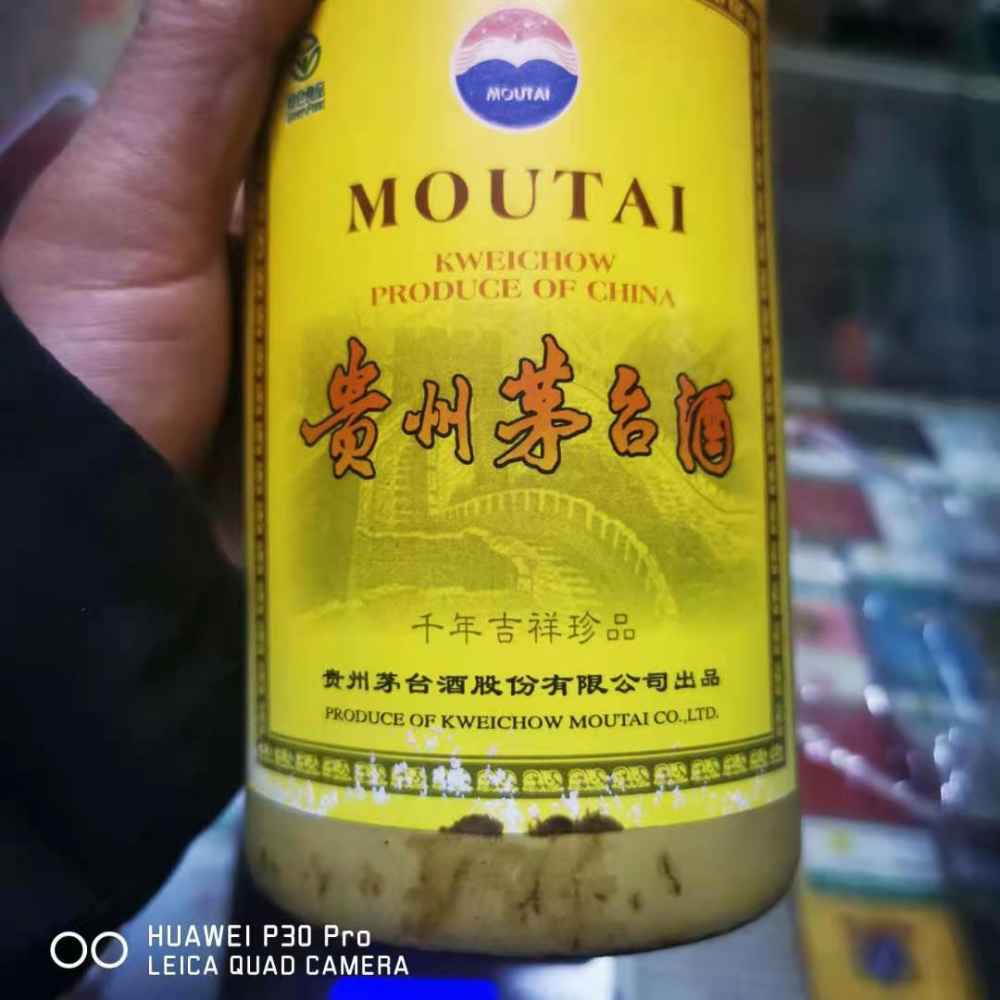 MOUTAI
MOUTAI
KWEICHOW
PRODUCE OF CHINA
贵州茅台酒
千年吉祥珍品
贵州茅台酒股份有限公司出品
PRODUCE OF KWEICHOW MOUTAI CO.,LTD.
HUAWEI P30 Pro
LEICA QUAD CAMERA